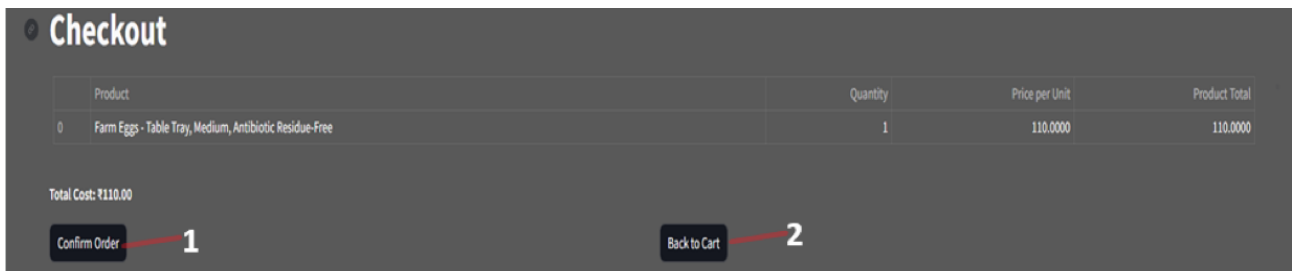 Checkout
Product Quantity Price per Unit Product Total
0 Farm Eggs - Table Tray, Medium, Antibiotic Residue-Free 1 110.0000 110.0000
Total Cost: ₹110.00
Confirm Order 1 Back to Cart 2